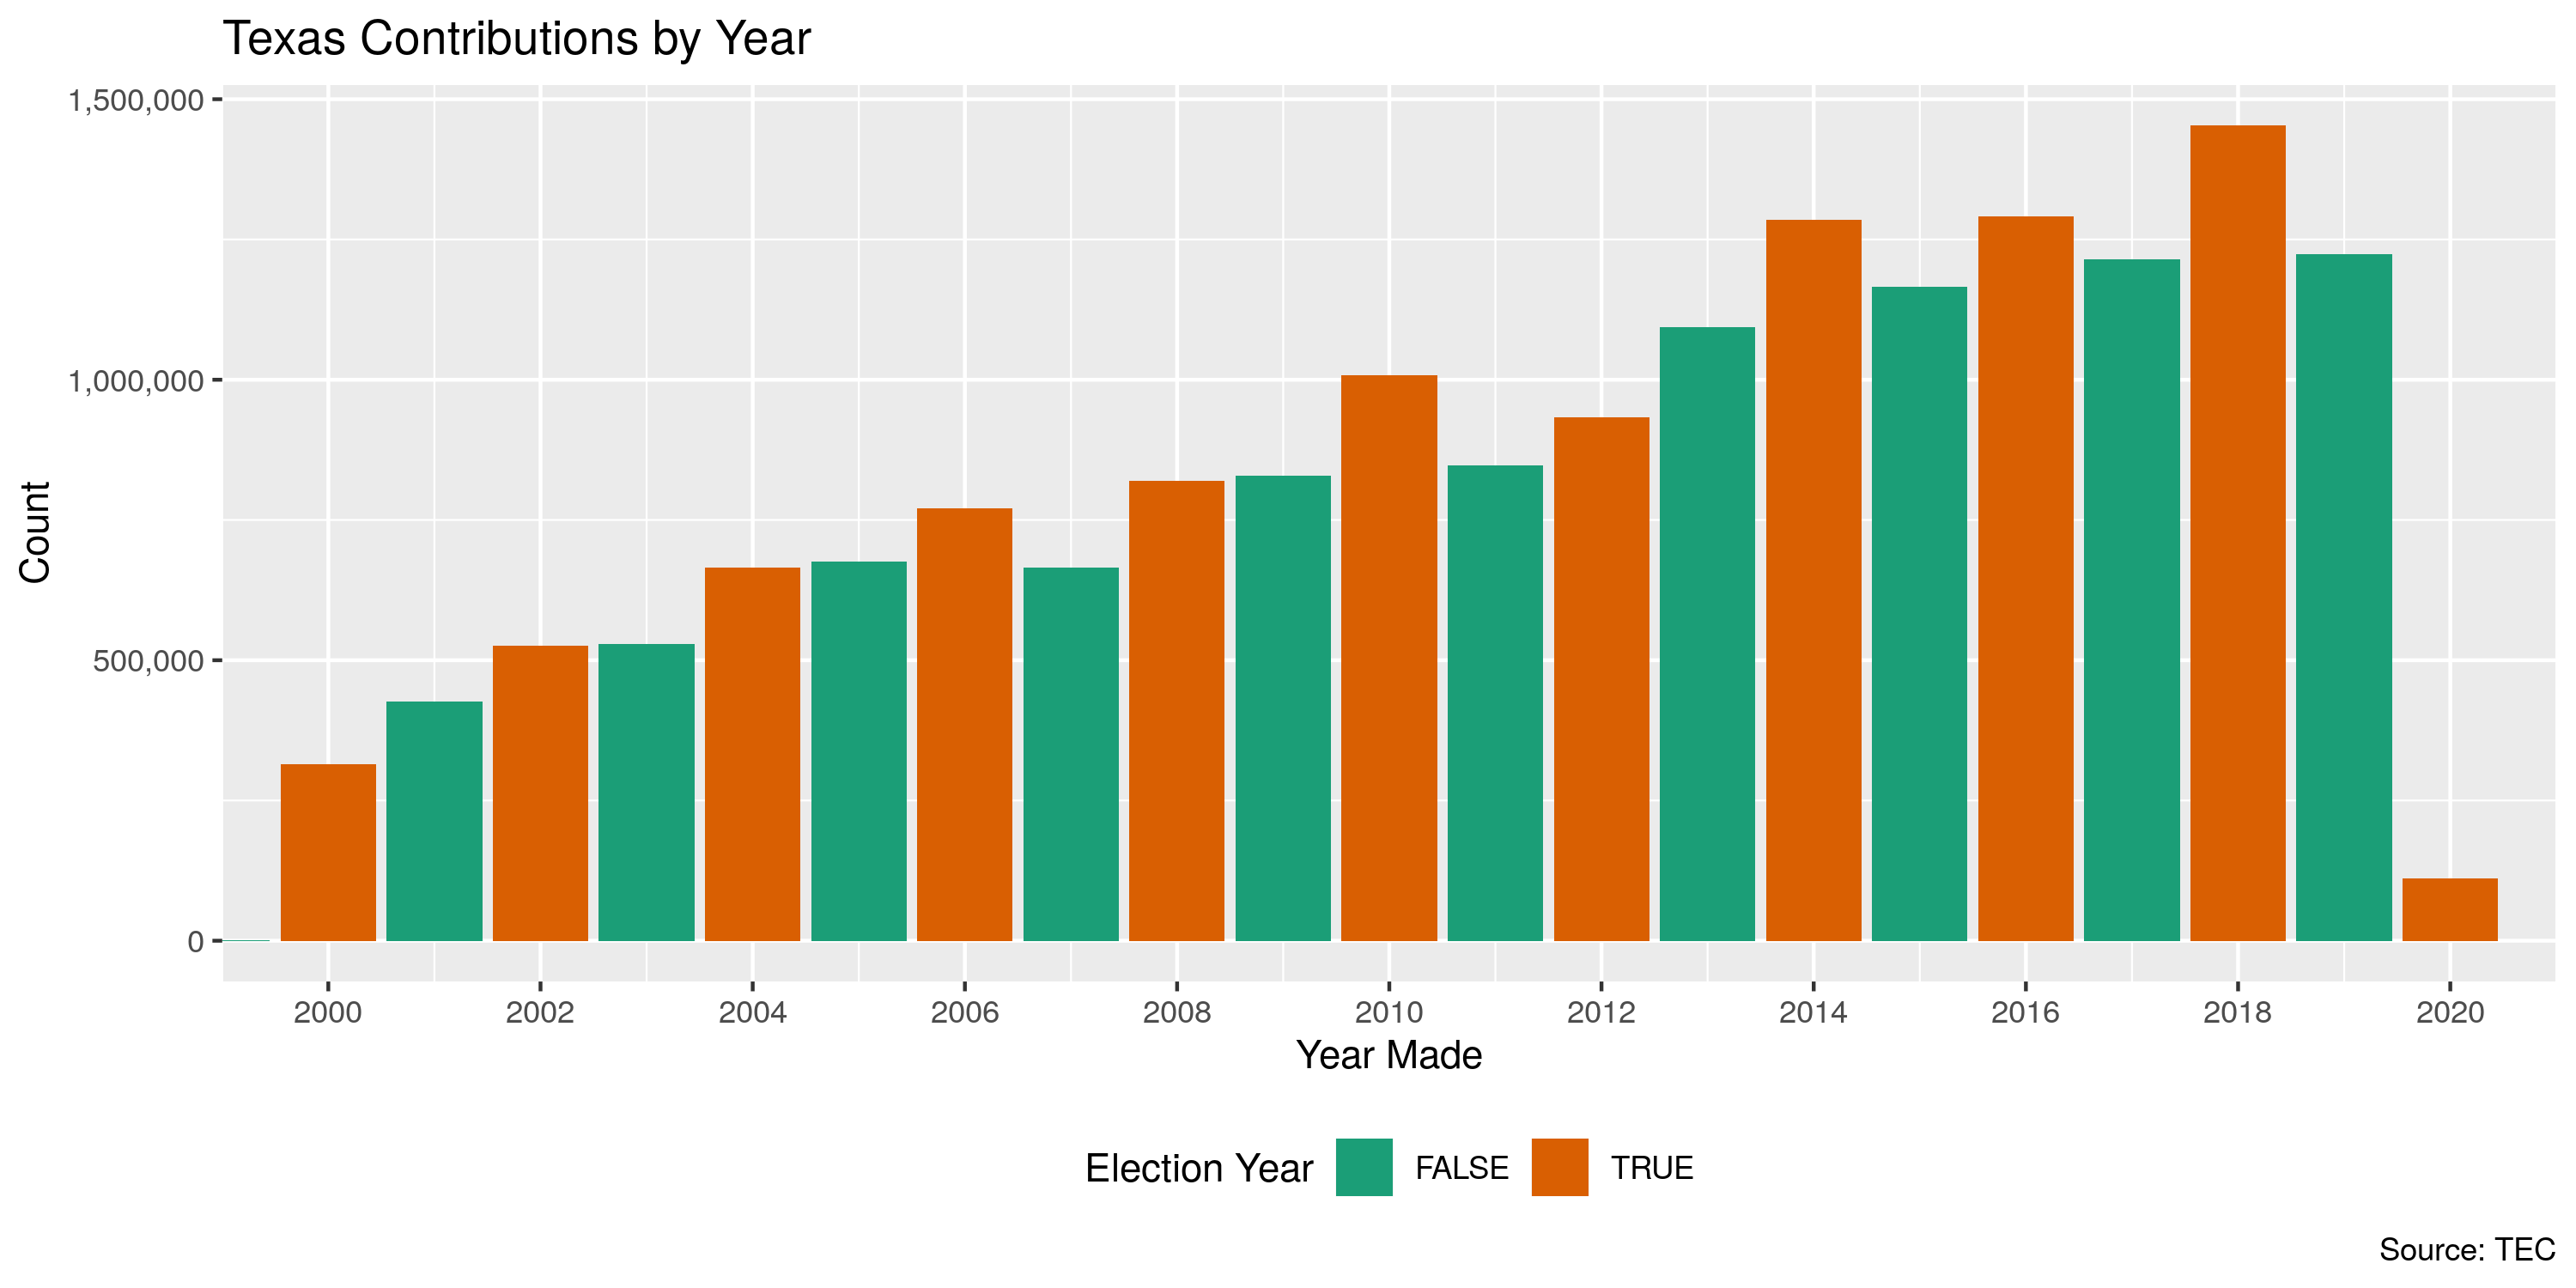 Texas Contributions by Year
1,500,000
1,000,000
500,000
0
Count
2000 2002 2004 2006 2008 2010 2012 2014 2016 2018 2020
Year Made
Election Year FALSE TRUE
Source: TEC